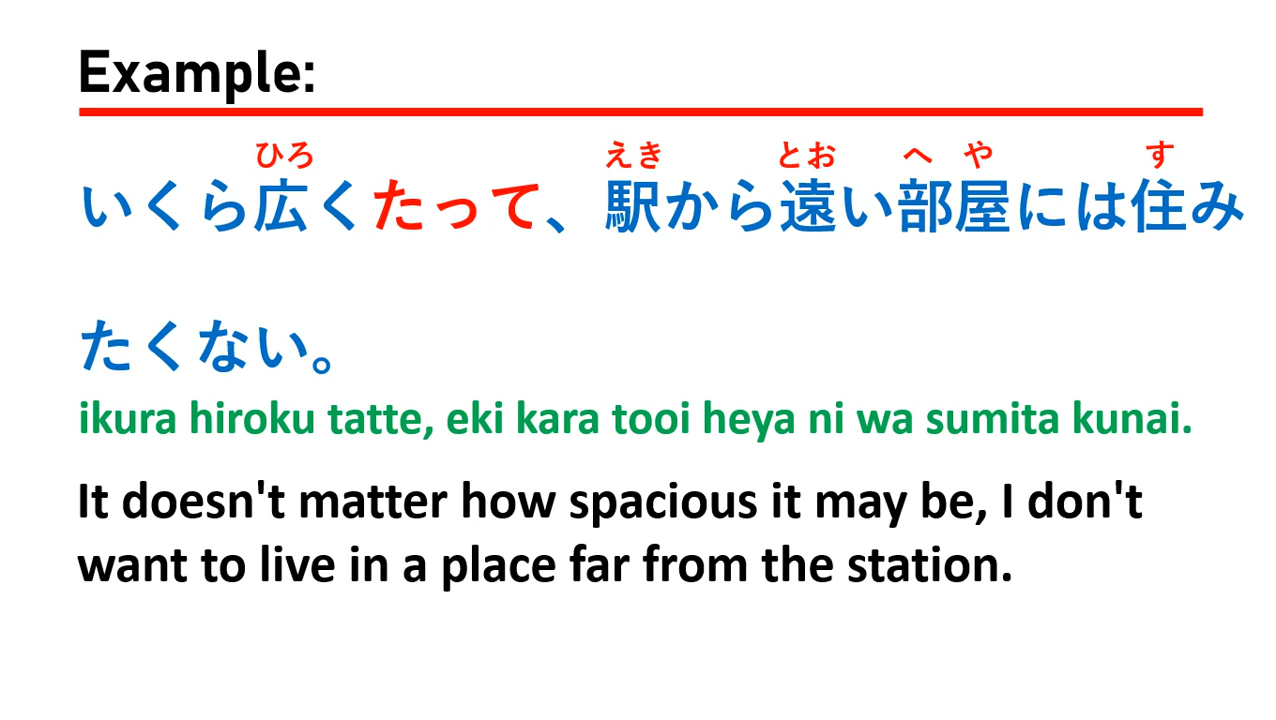 Example:
ひろ えき とお へ や す
いくら広くたって、駅から遠い部屋には住み
たくない。
ikura hiroku tatte, eki kara tooi heya ni wa sumita kunai.
It doesn't matter how spacious it may be, I don't
want to live in a place far from the station.